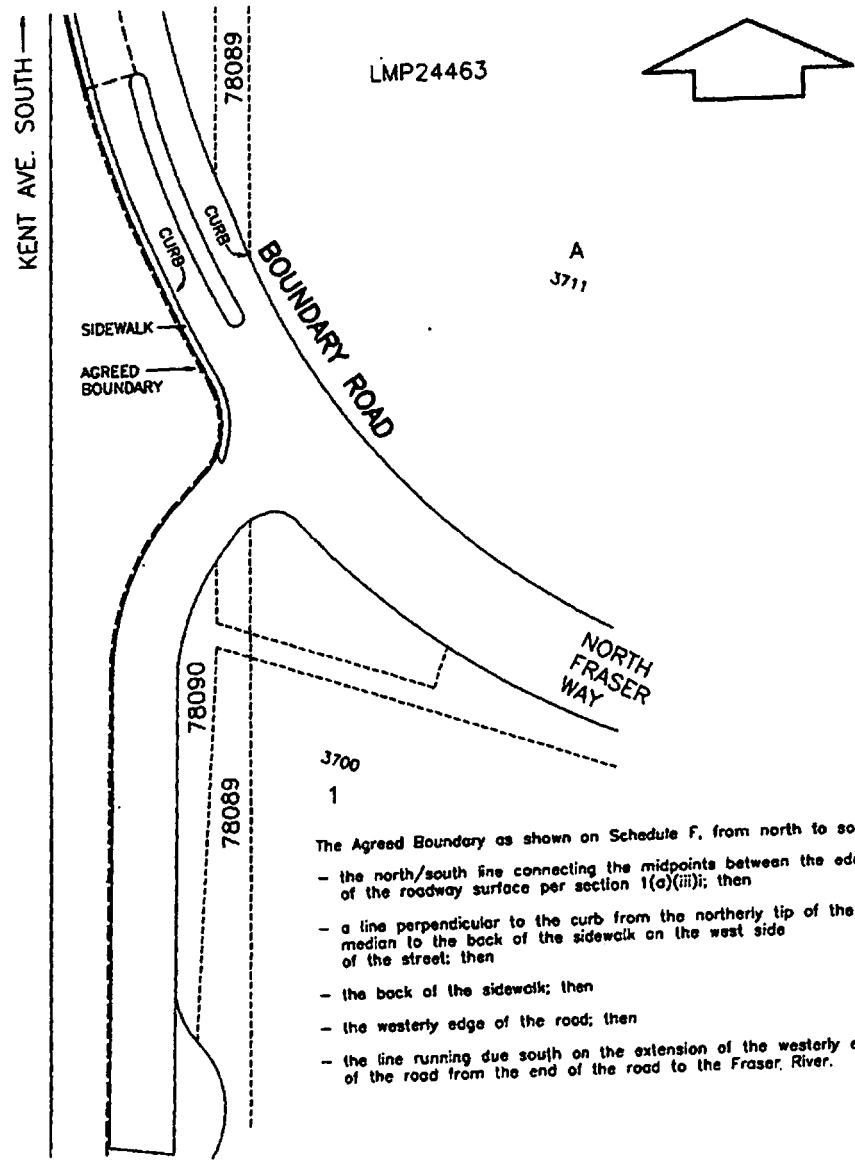 KENT AVE. SOUTH
78089
LMP24463
CURB
CURB
BOUNDARY ROAD
A
3711
SIDEWALK
AGREED
BOUNDARY
NORTH
FRASER
WAY
78090
78089
3700
1
The Agreed Boundary as shown on Schedule F, from north to so
- the north/south line connecting the midpoints between the ed
of the roadway surface per section 1(a)(iii)i; then
- a line perpendicular to the curb from the northerly tip of the
median to the back of the sidewalk on the west side
of the street; then
- the back of the sidewalk; then
- the westerly edge of the road; then
- the line running due south on the extension of the westerly e
of the road from the end of the road to the Fraser River.